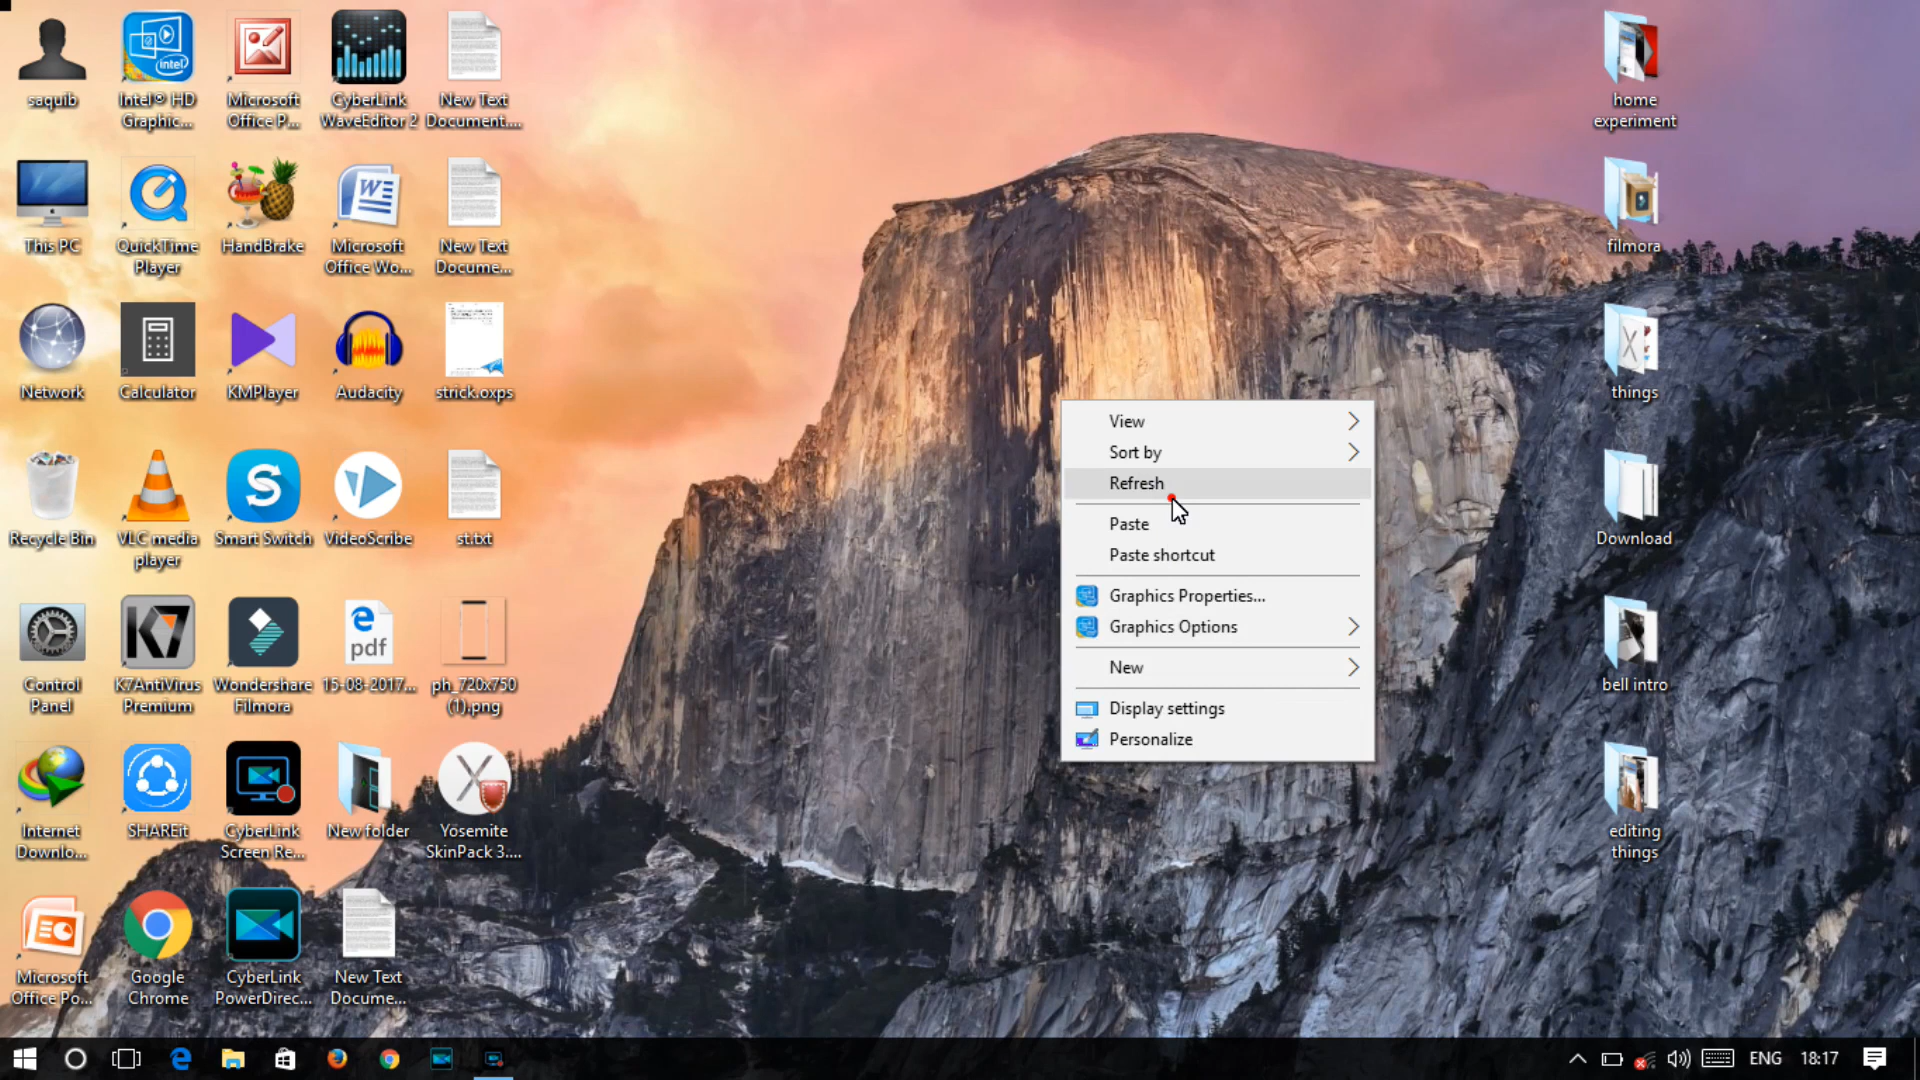 saquib
Intel® HD
Graphic...
Microsoft
Office P...
CyberLink
WaveEditor 2
New Text
Document....
This PC
QuickTime
Player
HandBrake
Microsoft
Office Wo...
New Text
Docume...
Network
Calculator
KMPlayer
Audacity
strick.oxps
Recycle Bin
VLC media
player
Smart Switch
VideoScribe
st.txt
Control
Panel
K7AntiVirus
Premium
Wondershare
Filmora
15-08-2017...
ph_720x750
(1).png
Internet
Downlo...
SHAREit
CyberLink
Screen Re...
New folder
Yosemite
SkinPack 3....
Microsoft
Office Po...
Google
Chrome
CyberLink
PowerDirec...
New Text
Docume...
intel
W
K7
pdf
View
Sort by
Refresh
Paste
Paste shortcut
Graphics Properties...
Graphics Options
New
Display settings
Personalize
home
experiment
filmora
things
Download
bell intro
editing
things
ENG
18:17